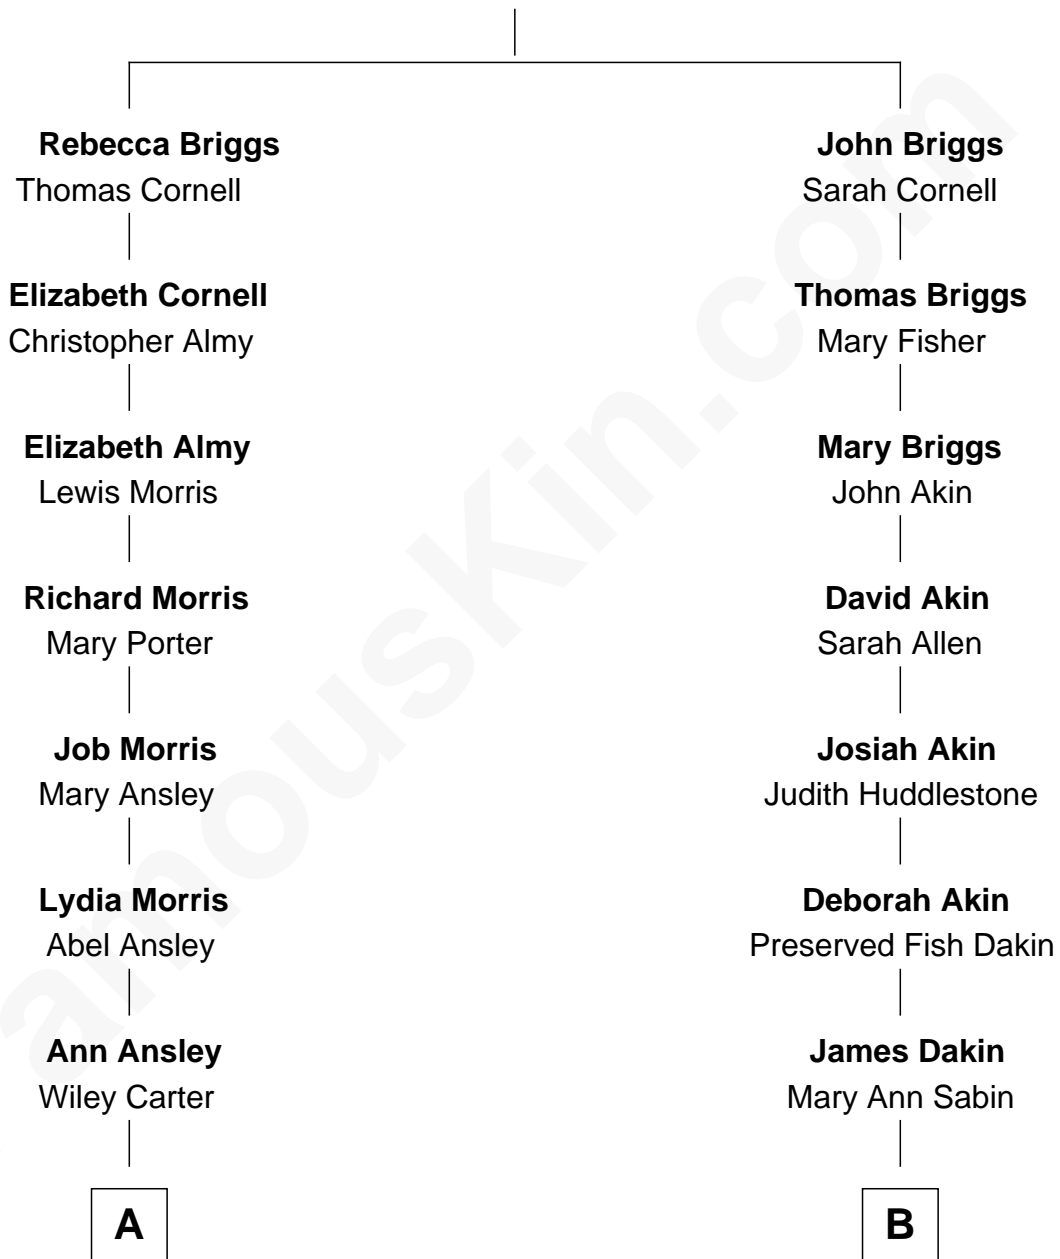 Rebecca Briggs
Thomas Cornell
Elizabeth Cornell
Christopher Almy
Elizabeth Almy
Lewis Morris
Richard Morris
Mary Porter
Job Morris
Mary Ansley
Lydia Morris
Abel Ansley
Ann Ansley
Wiley Carter
A
John Briggs
Sarah Cornell
Thomas Briggs
Mary Fisher
Mary Briggs
John Akin
David Akin
Sarah Allen
Josiah Akin
Judith Huddlestone
Deborah Akin
Preserved Fish Dakin
James Dakin
Mary Ann Sabin
B
amousKin.com